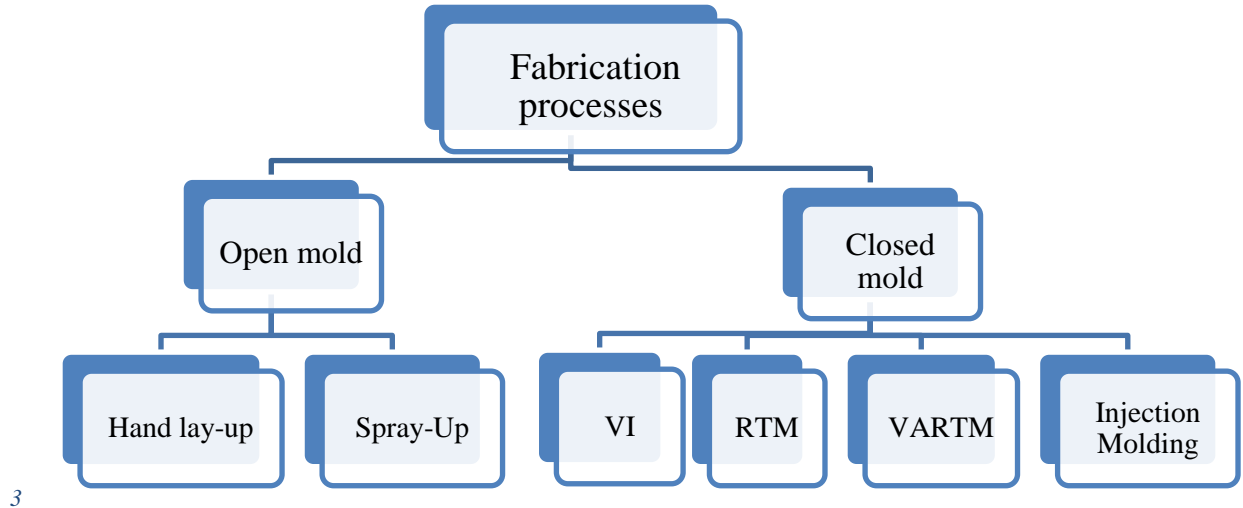 Fabrication
processes
Open mold
Closed
mold
Hand lay-up
Spray-Up
VI
RTM
VARTM
Injection
Molding
3